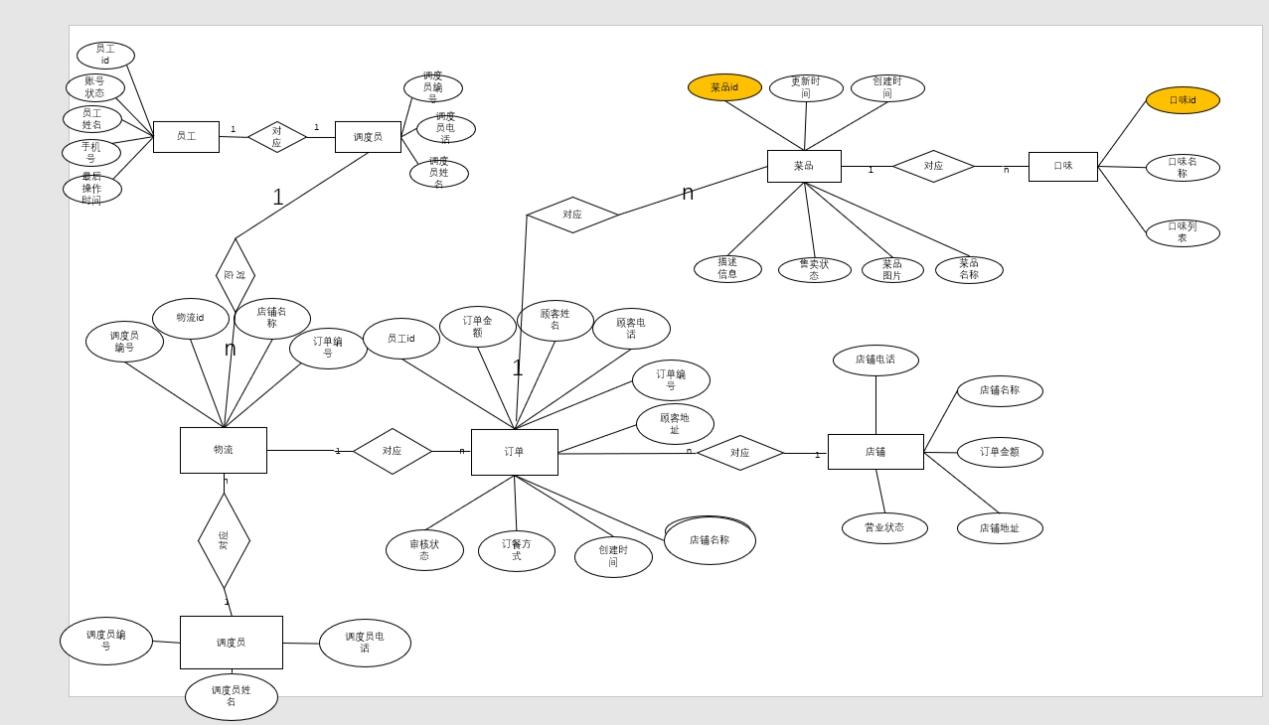 员工
id
账号
状态
员工
姓名
手机
号
最后
操作
时间
员工
1
对
应
1
调度员
调度
员编
号
调度
员电
话
调度
员姓
名
菜品id
更新时
间
创建时
间
口味id
菜品
1
对应
n
口味
口味名
称
口味列
表
描述
信息
售卖状
态
菜品
图片
菜品
名称
1
对应
n
对应
n
1
调度员
编号
物流id
店铺名
称
订单编
号
员工id
订单金
额
顾客姓
名
顾客电
话
订单编
号
顾客地
址
物流
1
对应
n
订单
n
对应
1
店铺
店铺电话
店铺名称
订单金额
店铺地址
营业状态
审核状
态
订餐方
式
创建时
间
店铺名称
n
对应
1
调度员
调度员编
号
调度员电
话
调度员姓
名